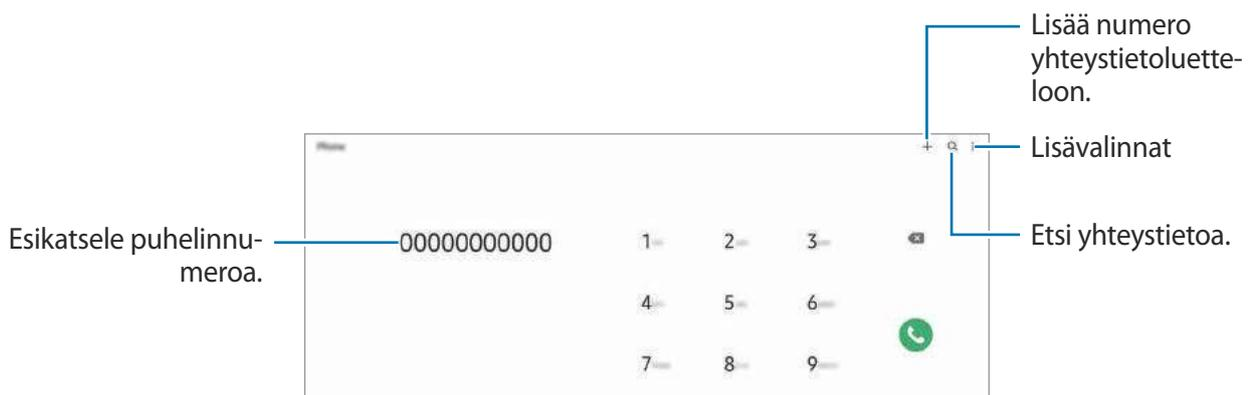 Lisää numero
yhteystietoluette-
loon.
Phone
Lisävalinnat
Esikatsele puhelinnu-
meroa.
00000000000
1 2 3
Etsi yhteystietoa.
4 5 6
7 8 9